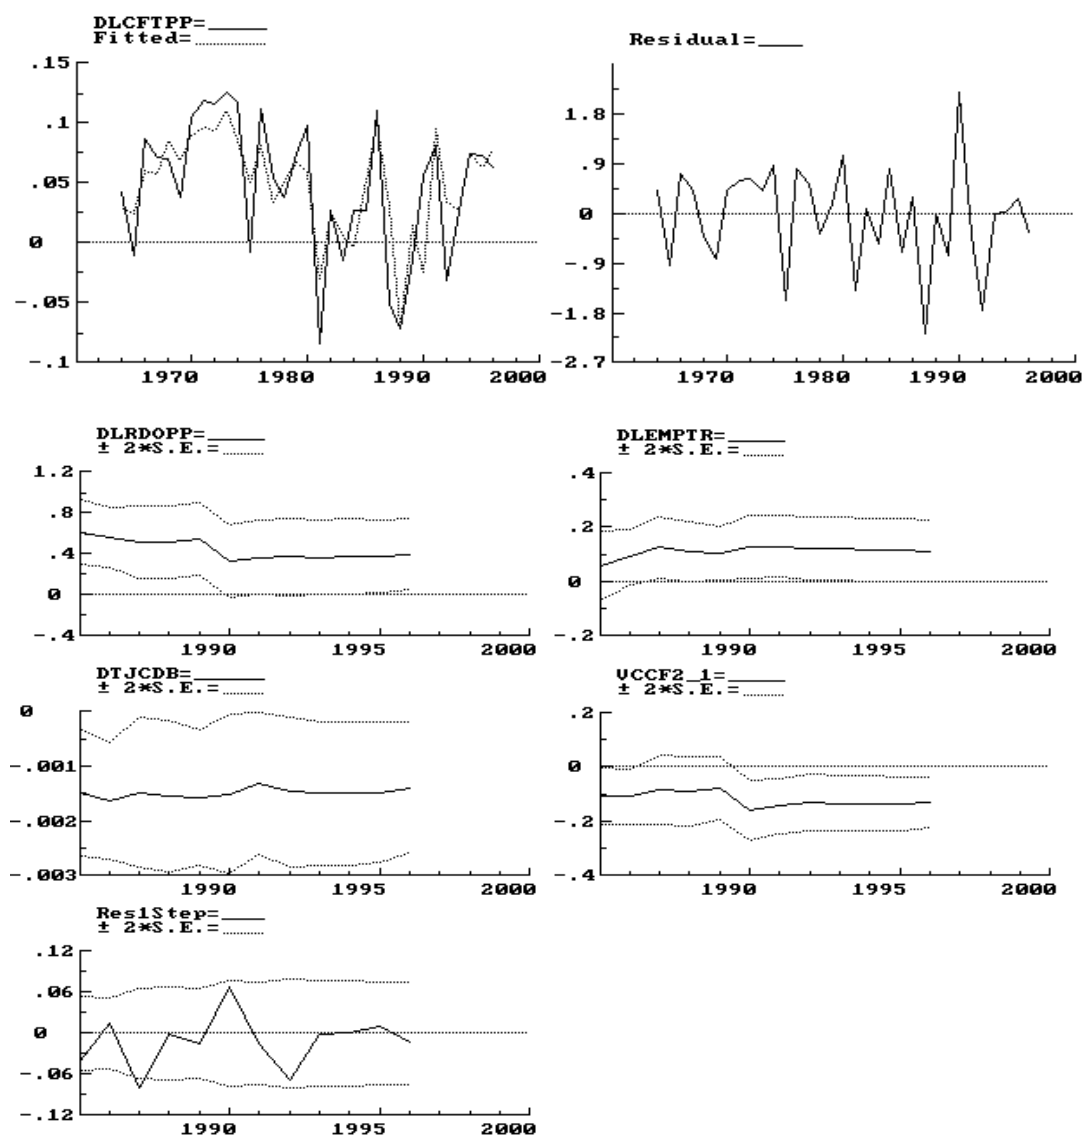 DLCFTPP=
Fitted=
.15
.1
.05
0
-.05
-.1
1970 1980 1990 2000
Residual=
1.8
.9
0
-.9
-1.8
-2.7
1970 1980 1990 2000
DLRDOPP=
± 2*S.E.=
1.2
.8
.4
0
-.4
1990 1995 2000
DLEMPTR=
± 2*S.E.=
.4
.2
0
-.2
1990 1995 2000
DTJCDB=
± 2*S.E.=
0
-.001
-.002
-.003
1990 1995 2000
VCCF2_1=
± 2*S.E.=
.2
0
-.2
-.4
1990 1995 2000
Res1Step=
± 2*S.E.=
.12
.06
0
-.06
-.12
1990 1995 2000